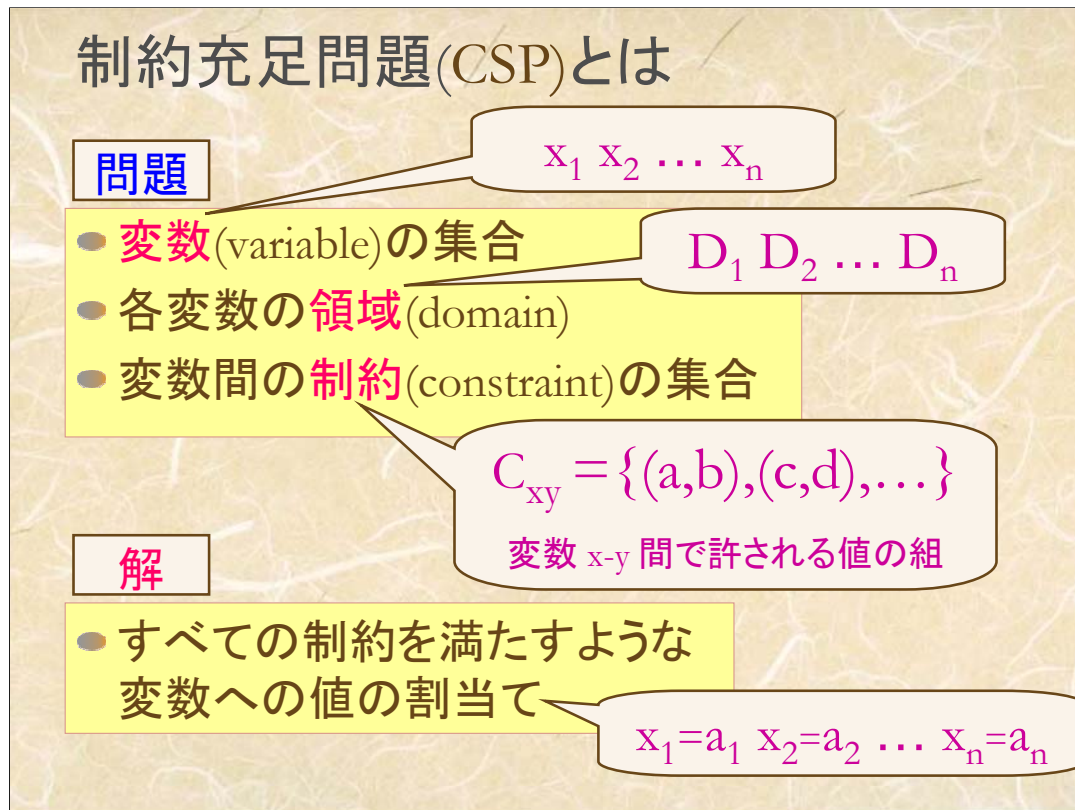 制約充足問題(CSP)とは
x₁ x₂ … xₙ
問題
変数(variable)の集合
D₁ D₂ … Dₙ
各変数の領域(domain)
変数間の制約(constraint)の集合
Cxy ={(a,b),(c,d),…}
変数 x-y 間で許される値の組
解
すべての制約を満たすような
変数への値の割当て
x₁=a₁ x₂=a₂ … xₙ=aₙ